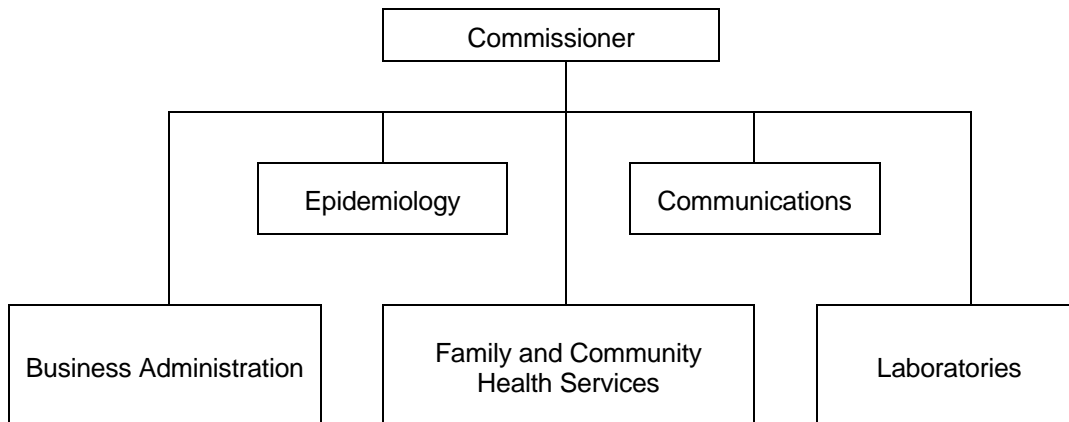 Commissioner
Epidemiology
Communications
Business Administration
Family and Community
Health Services
Laboratories